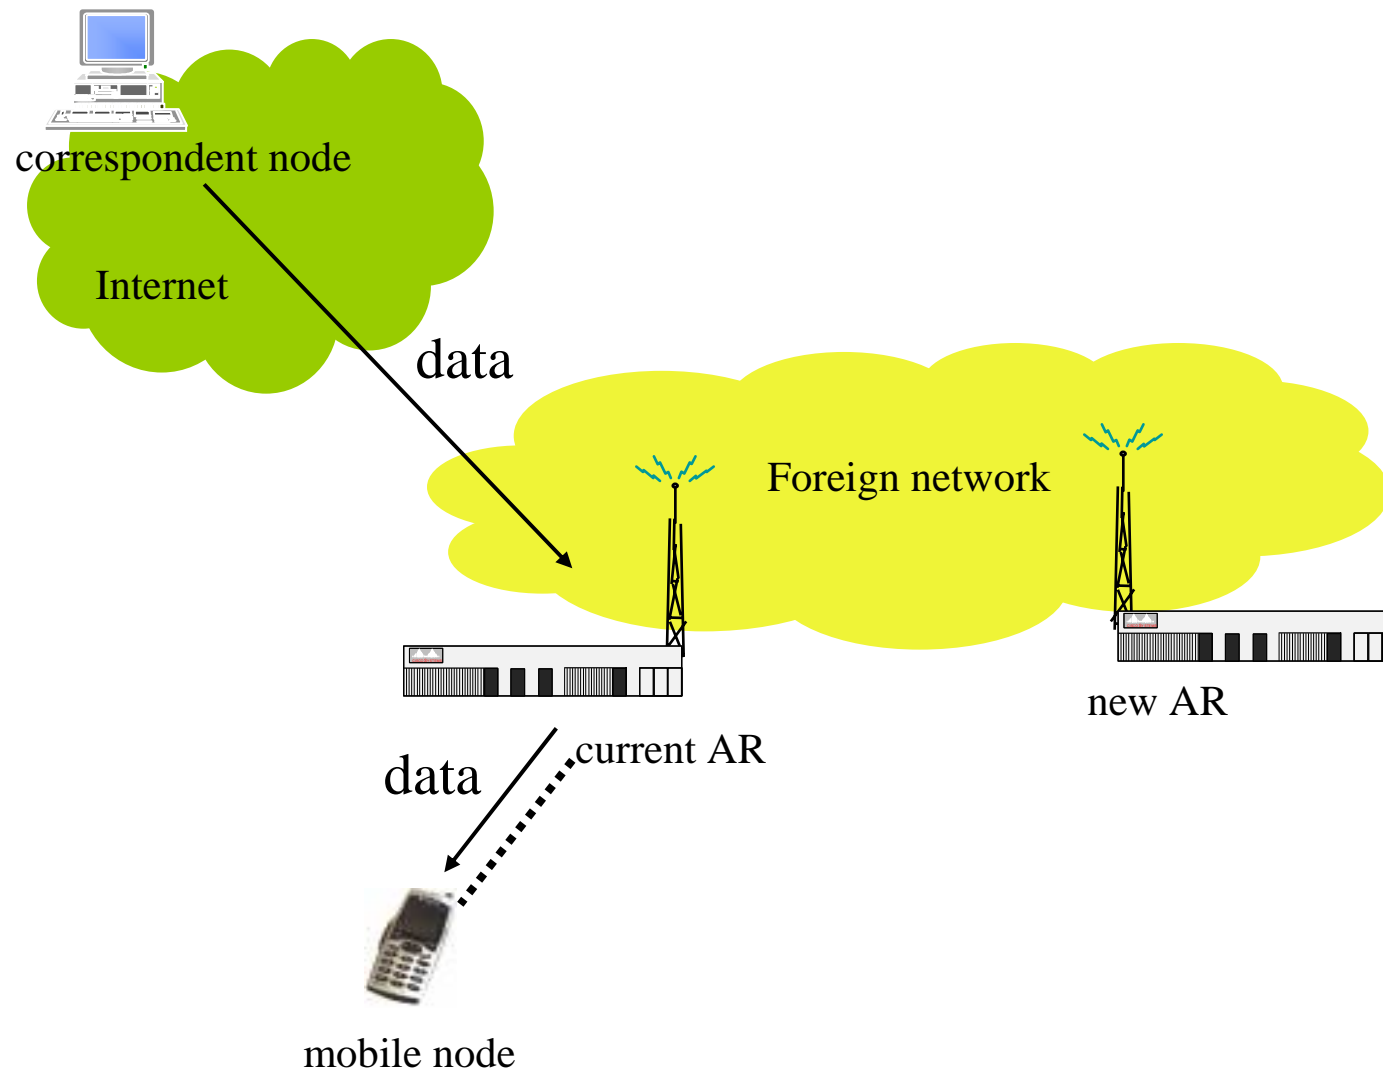 correspondent node
Internet
data
Foreign network
new AR
current AR
data
mobile node